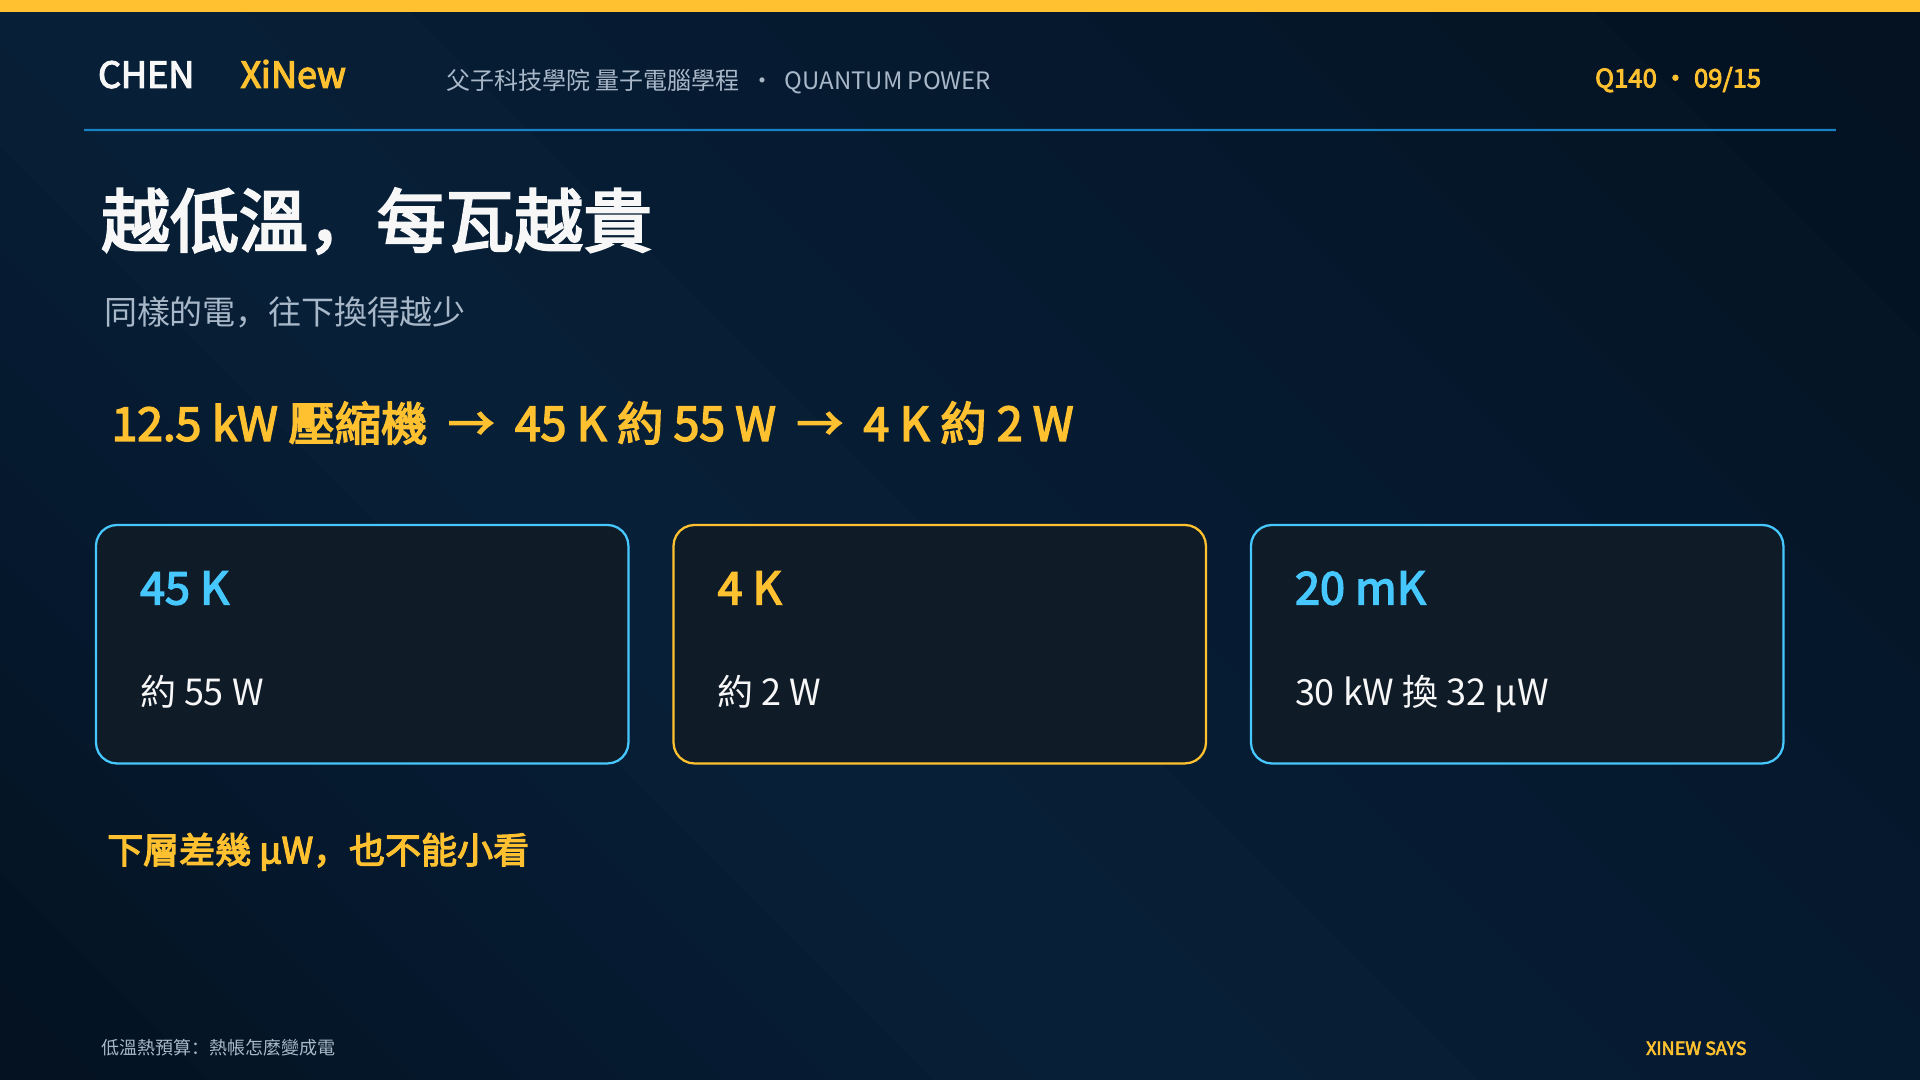 CHEN XiNew 父子科技學院 量子電腦學程 • QUANTUM POWER Q140 • 09/15
越低溫，每瓦越貴
同樣的電，往下換得越少
12.5 kW 壓縮機 → 45 K 約 55 W → 4 K 約 2 W
45 K
約 55 W
4 K
約 2 W
20 mK
30 kW 換 32 μW
下層差幾 μW，也不能小看
低溫熱預算：熱帳怎麼變成電
XINEW SAYS